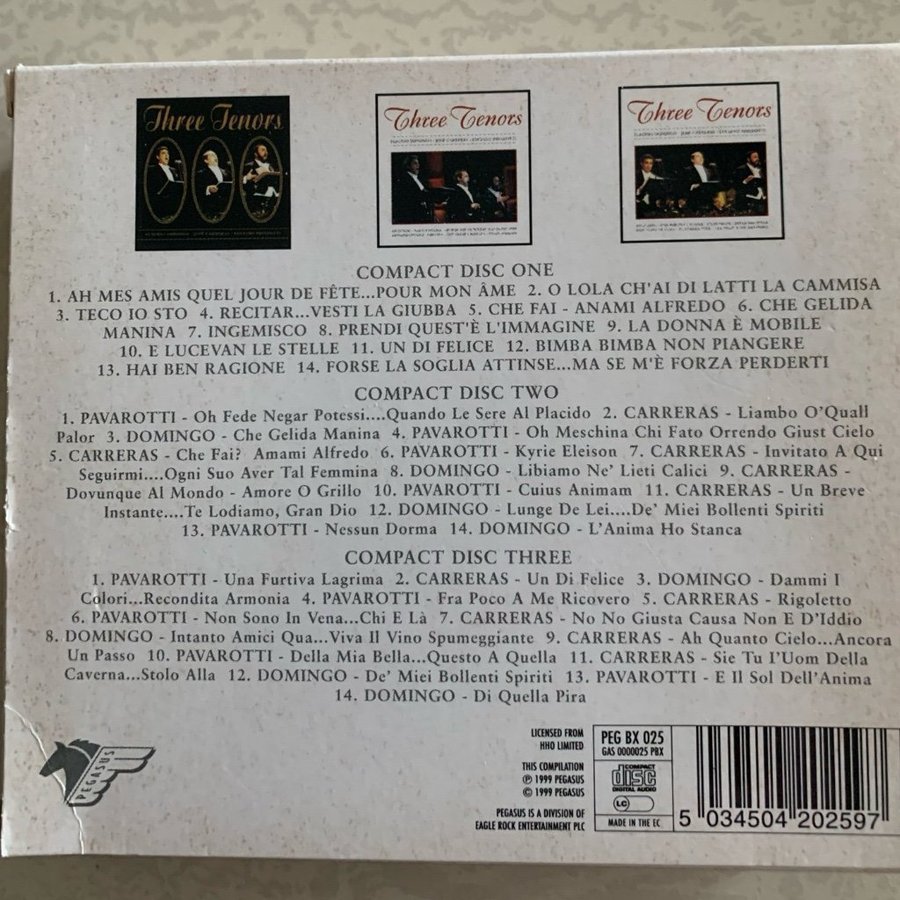 Three Tenors
Three Tenors
Three Tenors
COMPACT DISC ONE
1. AH MES AMIS QUEL JOUR DE FÊTE...POUR MON ÂME 2. O LOLA CH'AI DI LATTI LA CAMMISA
3. TECO IO STO 4. RECITAR...VESTI LA GIUBBA 5. CHE FAI - ANAMI ALFREDO 6. CHE GELIDA
MANINA 7. INGEMISCO 8. PRENDI QUEST'È L'IMMAGINE 9. LA DONNA È MOBILE
10. E LUCEVAN LE STELLE 11. UN DI FELICE 12. BIMBA BIMBA NON PIANGERE
13. HAI BEN RAGIONE 14. FORSE LA SOGLIA ATTINSE...MA SE M'È FORZA PERDERTI
COMPACT DISC TWO
1. PAVAROTTI - Oh Fede Negar Potessi....Quando Le Sere Al Placido 2. CARRERAS - Liambo O'Quall
Palor 3. DOMINGO - Che Gelida Manina 4. PAVAROTTI - Oh Meschina Chi Fato Orrendo Giust Cielo
5. CARRERAS - Che Fai? Amami Alfredo 6. PAVAROTTI - Kyrie Eleison 7. CARRERAS - Invitato A Qui
Seguirmi....Ogni Suo Aver Tal Femmina 8. DOMINGO - Libiamo Ne' Lieti Calici 9. CARRERAS -
Dovunque Al Mondo - Amore O Grillo 10. PAVAROTTI - Cuius Animam 11. CARRERAS - Un Breve
Instante....Te Lodiamo, Gran Dio 12. DOMINGO - Lunge De Lei....De' Miei Bollenti Spiriti
13. PAVAROTTI - Nessun Dorma 14. DOMINGO - L'Anima Ho Stanca
COMPACT DISC THREE
1. PAVAROTTI - Una Furtiva Lagrima 2. CARRERAS - Un Di Felice 3. DOMINGO - Dammi I
Colori...Recondita Armonia 4. PAVAROTTI - Fra Poco A Me Ricovero 5. CARRERAS - Rigoletto
6. PAVAROTTI - Non Sono In Vena...Chi E Là 7. CARRERAS - No No Giusta Causa Non E D'Iddio
8. DOMINGO - Intanto Amici Qua...Viva Il Vino Spumeggiante 9. CARRERAS - Ah Quanto Cielo...Ancora
Un Passo 10. PAVAROTTI - Della Mia Bella...Questo A Quella 11. CARRERAS - Sie Tu I'Uom Della
Caverna...Stolo Alla 12. DOMINGO - De' Miei Bollenti Spiriti 13. PAVAROTTI - E Il Sol Dell'Anima
14. DOMINGO - Di Quella Pira
PEGASUS
LICENSED FROM
HHO LIMITED
THIS COMPILATION
℗ 1999 PEGASUS
© 1999 PEGASUS
PEGASUS IS A DIVISION OF
EAGLE ROCK ENTERTAINMENT PLC
PEG BX 025
GAS 0000025 PBX
COMPACT
disc
DIGITAL AUDIO
LC
MADE IN THE EC
5 034504 202597